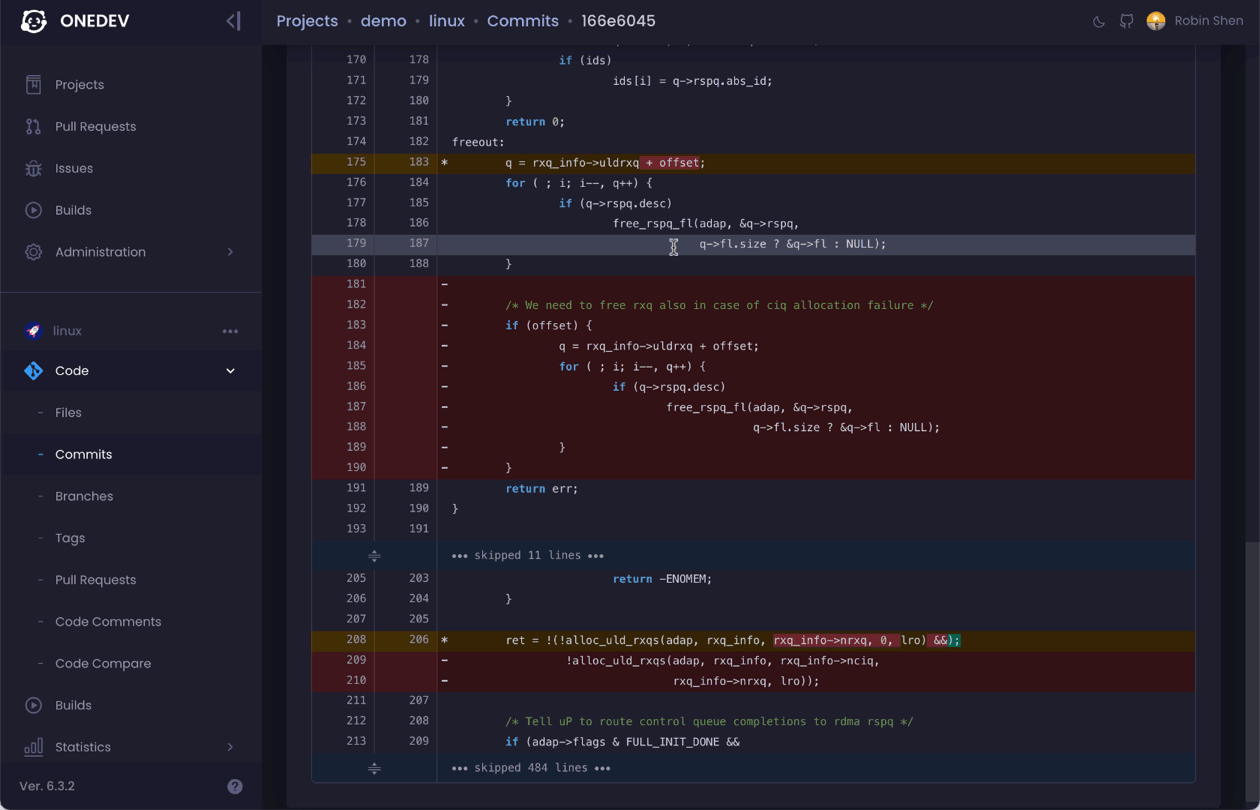 ONEDEV
Projects • demo • linux • Commits • 166e6045
Robin Shen
Projects
Pull Requests
Issues
Builds
Administration
linux •••
Code
- Files
- Commits
- Branches
- Tags
- Pull Requests
- Code Comments
- Code Compare
Builds
Statistics
Ver. 6.3.2 ?
170 178 if (ids)
171 179 ids[i] = q->rspq.abs_id;
172 180 }
173 181 return 0;
174 182 freeout:
175 183 * q = rxq_info->uldrxq + offset;
176 184 for ( ; i; i--, q++) {
177 185 if (q->rspq.desc)
178 186 free_rspq_fl(adap, &q->rspq,
179 187 q->fl.size ? &q->fl : NULL);
180 188 }
181 -
182 - /* We need to free rxq also in case of ciq allocation failure */
183 - if (offset) {
184 - q = rxq_info->uldrxq + offset;
185 - for ( ; i; i--, q++) {
186 - if (q->rspq.desc)
187 - free_rspq_fl(adap, &q->rspq,
188 - q->fl.size ? &q->fl : NULL);
189 - }
190 - }
191 189 return err;
192 190 }
193 191
••• skipped 11 lines •••
205 203 return -ENOMEM;
206 204 }
207 205
208 206 * ret = !(!alloc_uld_rxqs(adap, rxq_info, rxq_info->nrxq, 0, lro) &&);
209 - !alloc_uld_rxqs(adap, rxq_info, rxq_info->nciq,
210 - rxq_info->nrxq, lro));
211 207
212 208 /* Tell uP to route control queue completions to rdma rspq */
213 209 if (adap->flags & FULL_INIT_DONE &&
••• skipped 484 lines •••